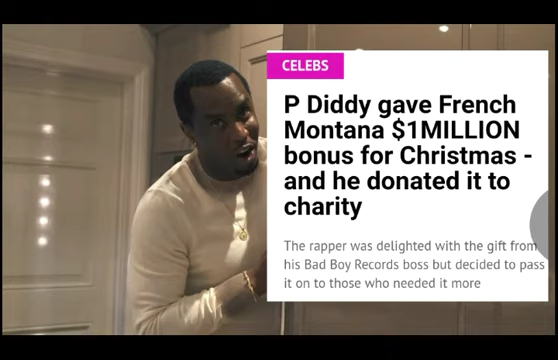 CELEBS
P Diddy gave French
Montana $1MILLION
bonus for Christmas -
and he donated it to
charity
The rapper was delighted with the gift from
his Bad Boy Records boss but decided to pass
it on to those who needed it more